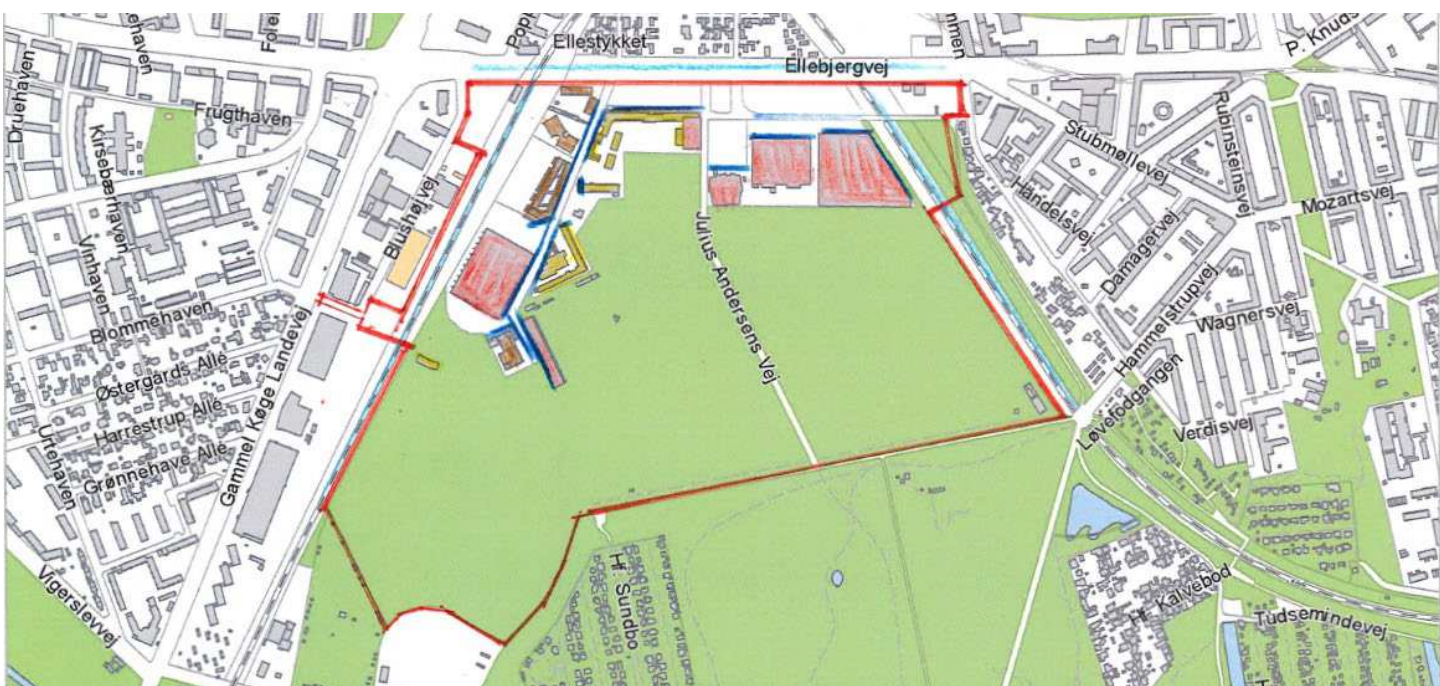 Ellestykket
Ellebjergvej
P. Knuds
Druehaven
Kirsebærhaven
Frugthaven
Vinhaven
Blushøjvej
Blommehaven
Østergårds Allé
Harrestrup Allé
Grønnehave Allé
Urtehaven
Gammel Køge Landevej
Vigerslevvej
Julius Andersens Vej
Stubmøllevej
Händelsvej
Rubinsteinsvej
Mozartsvej
Damagervej
Hammelstrupvej
Wagnersvej
Løvefodgangen
Verdisvej
Hf. Sundbo,
Hf. Kalvebod
Tudsemindevej